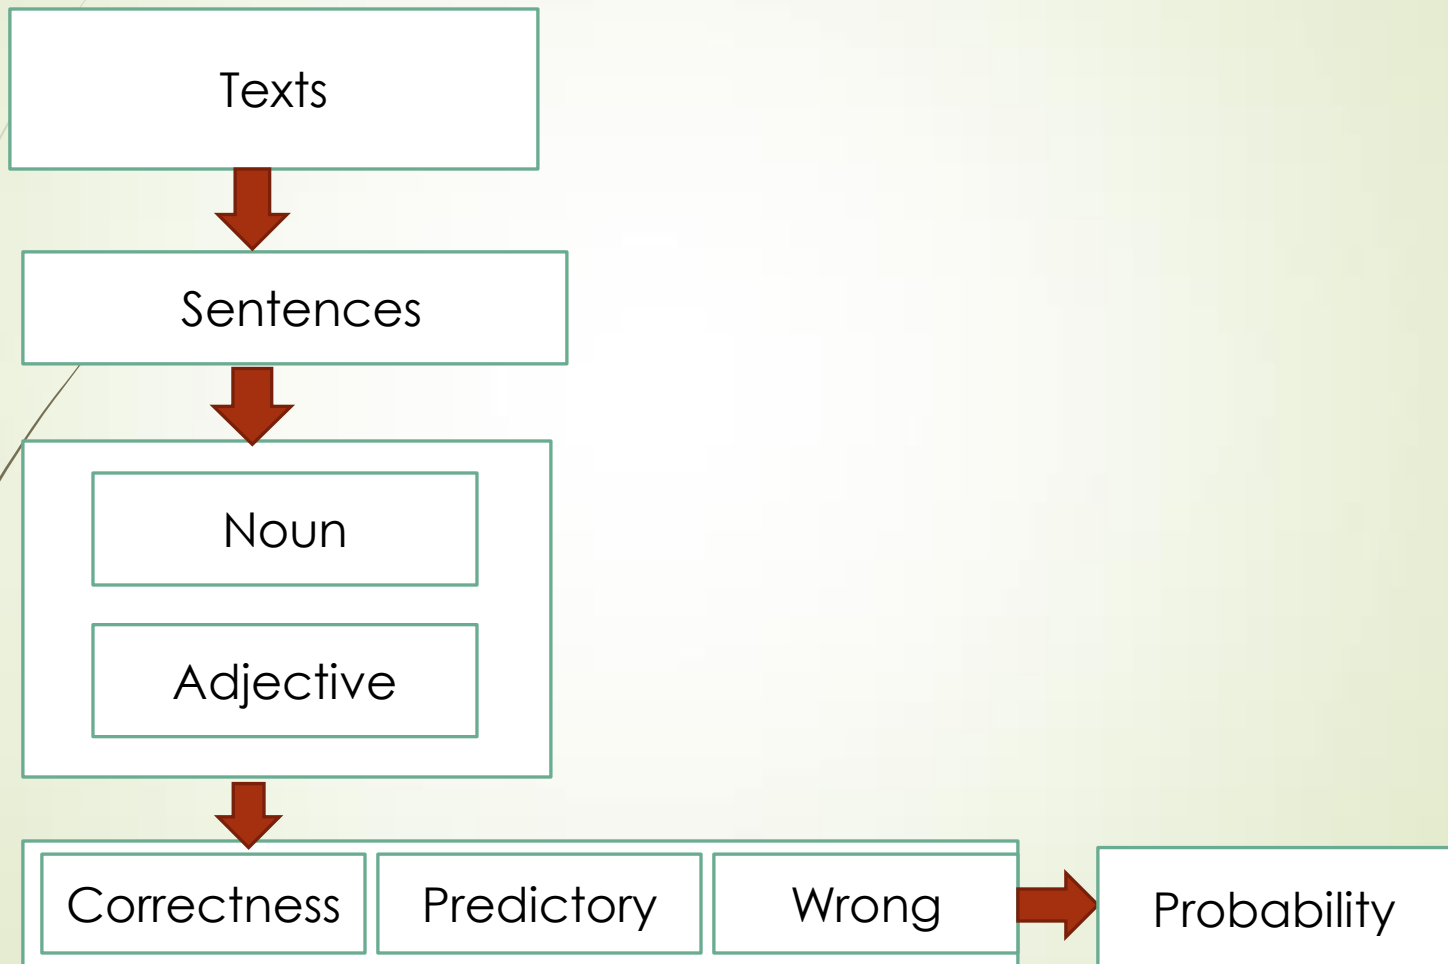 Texts
Sentences
Noun
Adjective
Correctness
Predictory
Wrong
Probability